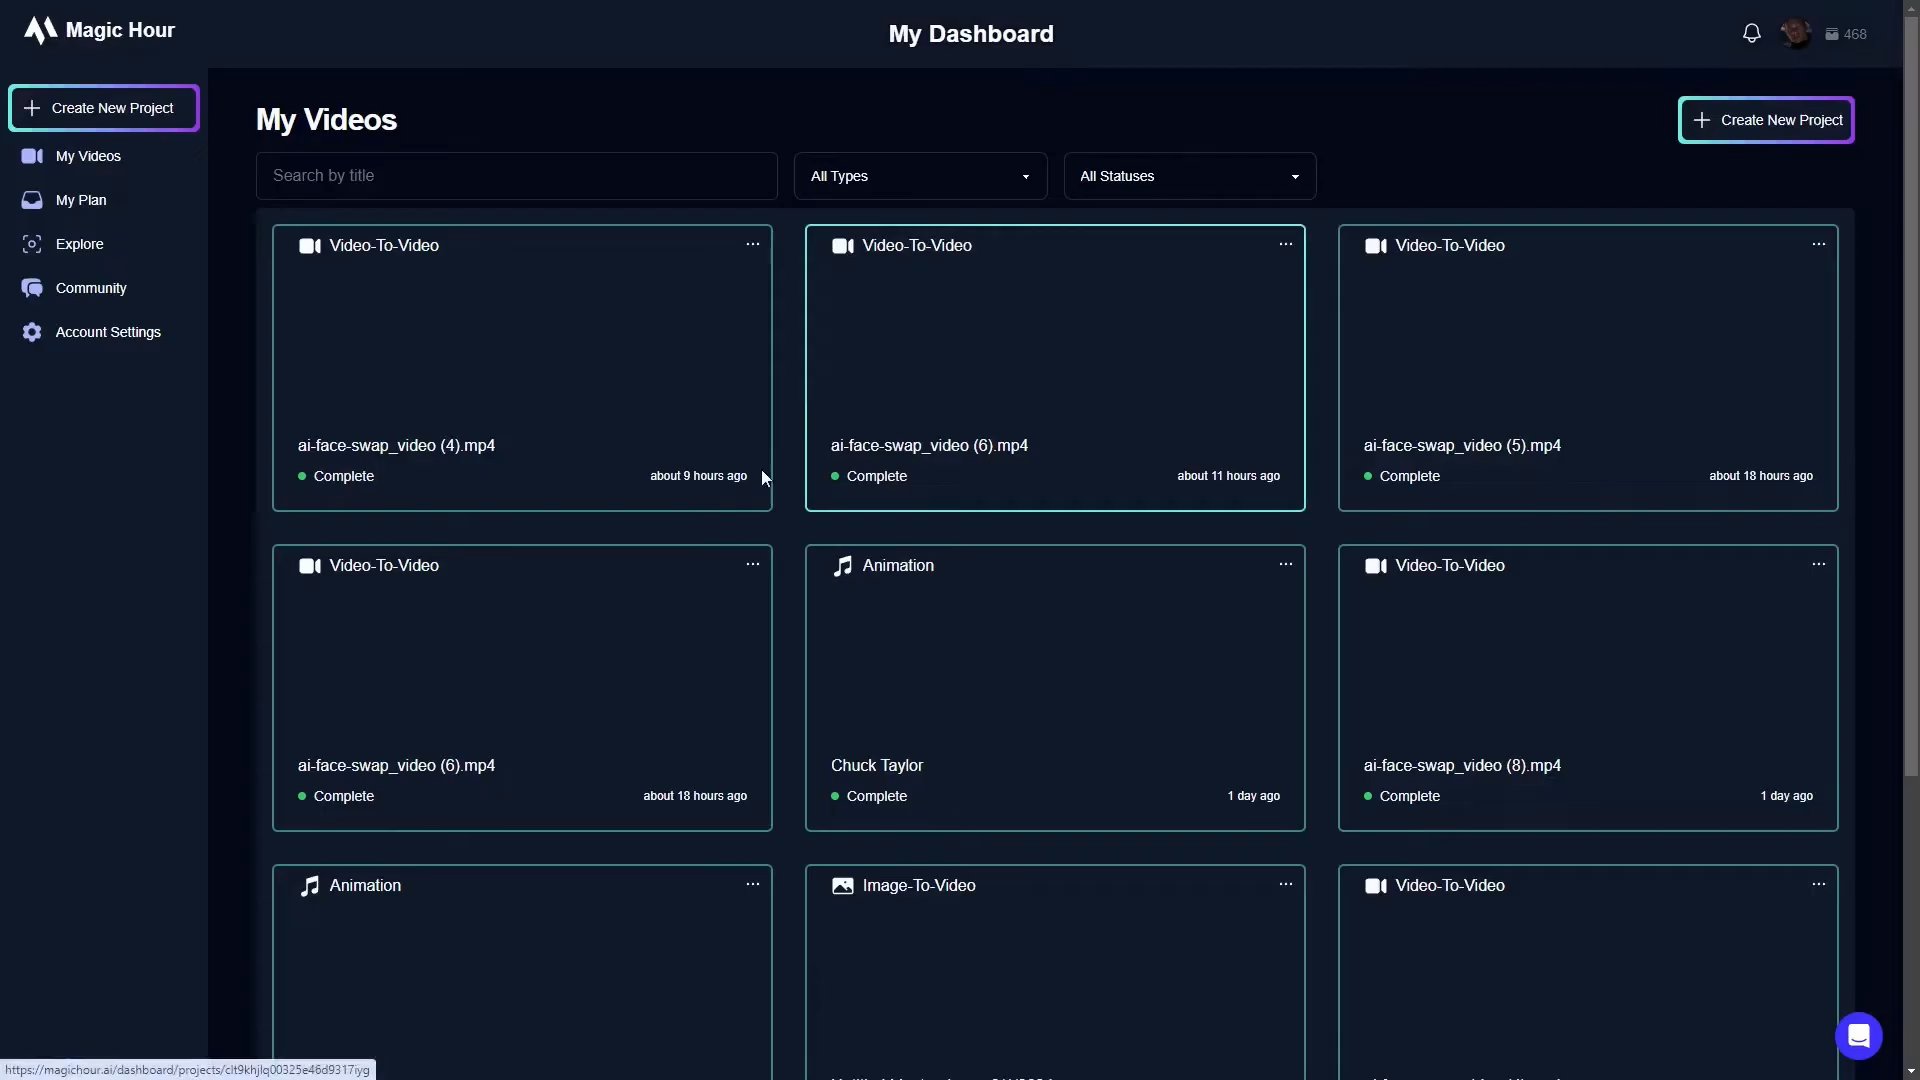 Magic Hour
My Dashboard
468
Create New Project
My Videos
My Plan
Explore
Community
Account Settings
My Videos
Create New Project
Search by title
All Types
All Statuses
Video-To-Video
ai-face-swap_video (4).mp4
Complete
about 9 hours ago
Video-To-Video
ai-face-swap_video (6).mp4
Complete
about 11 hours ago
Video-To-Video
ai-face-swap_video (5).mp4
Complete
about 18 hours ago
Video-To-Video
ai-face-swap_video (6).mp4
Complete
about 18 hours ago
Animation
Chuck Taylor
Complete
1 day ago
Video-To-Video
ai-face-swap_video (8).mp4
Complete
1 day ago
Animation
Image-To-Video
Video-To-Video
https://magichour.ai/dashboard/projects/clt9khjlq00325e46d9317iyg